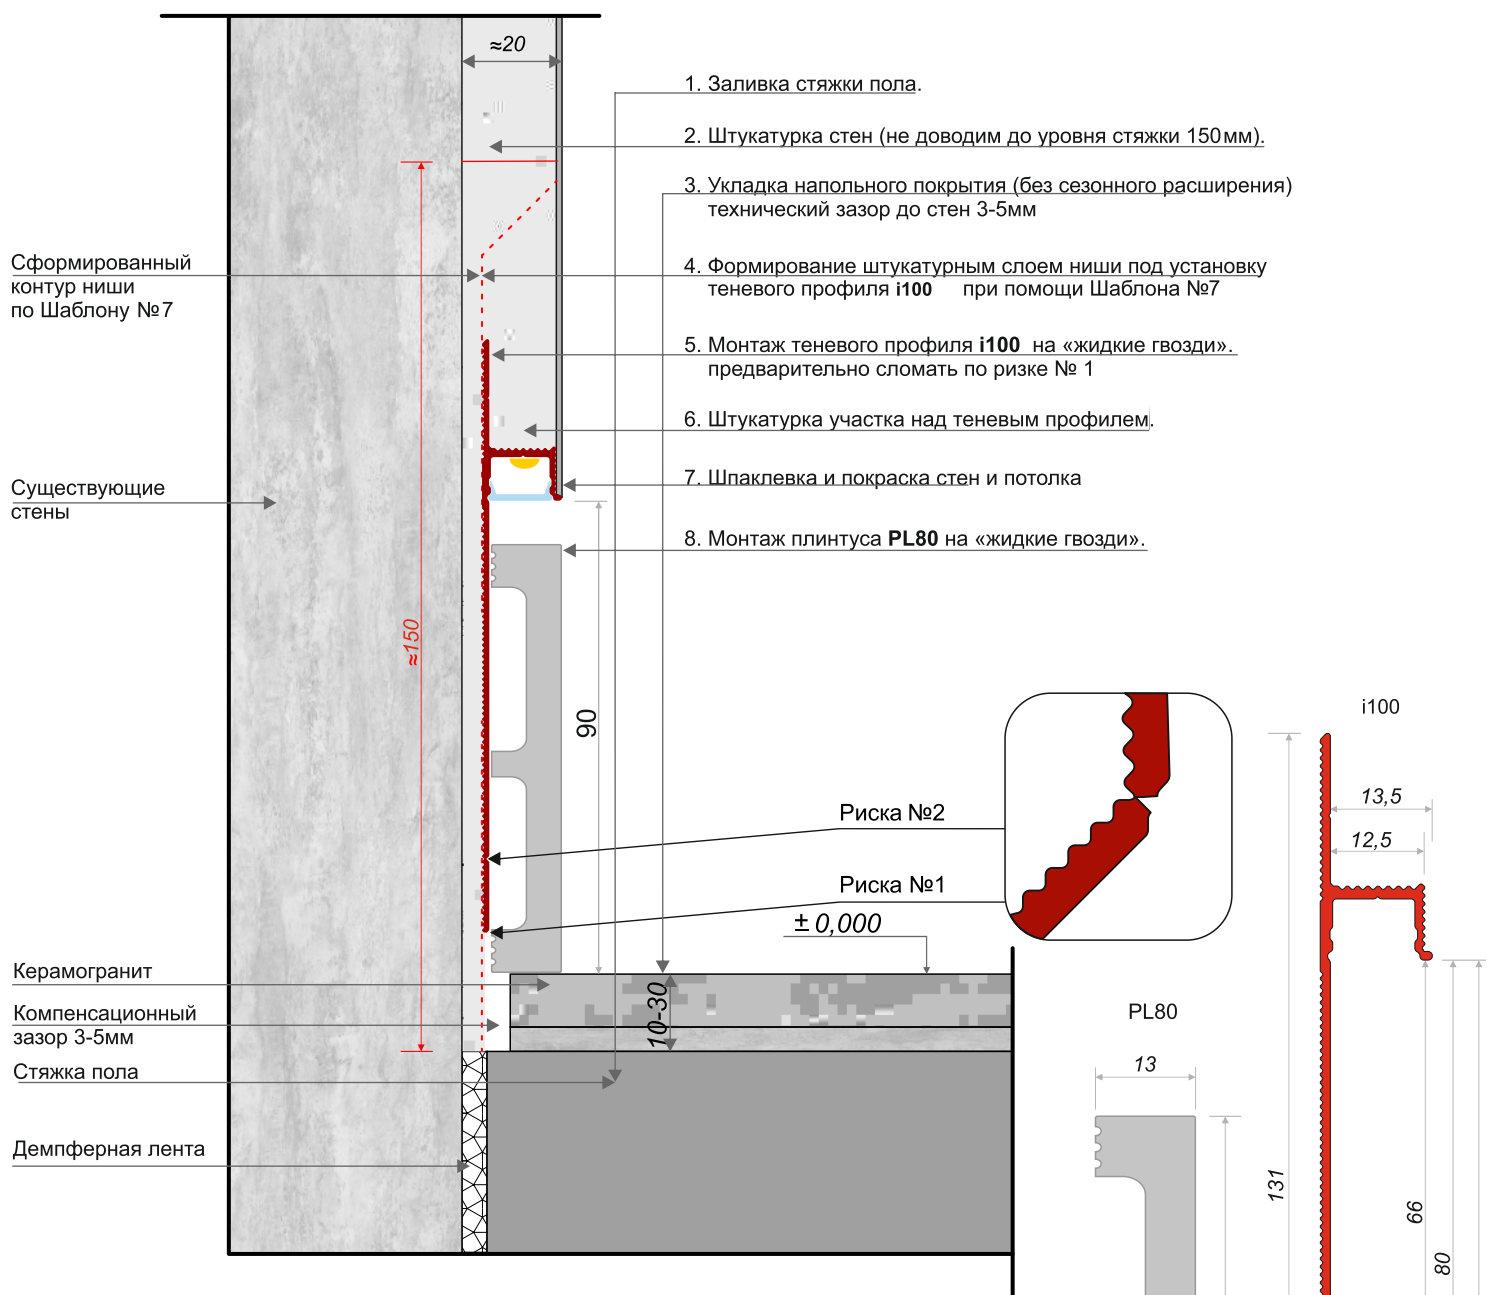 ≈20
1. Заливка стяжки пола.
2. Штукатурка стен (не доводим до уровня стяжки 150мм).
3. Укладка напольного покрытия (без сезонного расширения)
технический зазор до стен 3-5мм
4. Формирование штукатурным слоем ниши под установку
теневого профиля i100 при помощи Шаблона №7
5. Монтаж теневого профиля i100 на «жидкие гвозди».
предварительно сломать по ризке № 1
6. Штукатурка участка над теневым профилем.
7. Шпаклевка и покраска стен и потолка
8. Монтаж плинтуса PL80 на «жидкие гвозди».
Сформированный
контур ниши
по Шаблону №7
Существующие
стены
≈150
90
Риска №2
Риска №1
± 0,000
10-30
Керамогранит
Компенсационный
зазор 3-5мм
Стяжка пола
Демпферная лента
i100
13,5
12,5
131
66
80
PL80
13